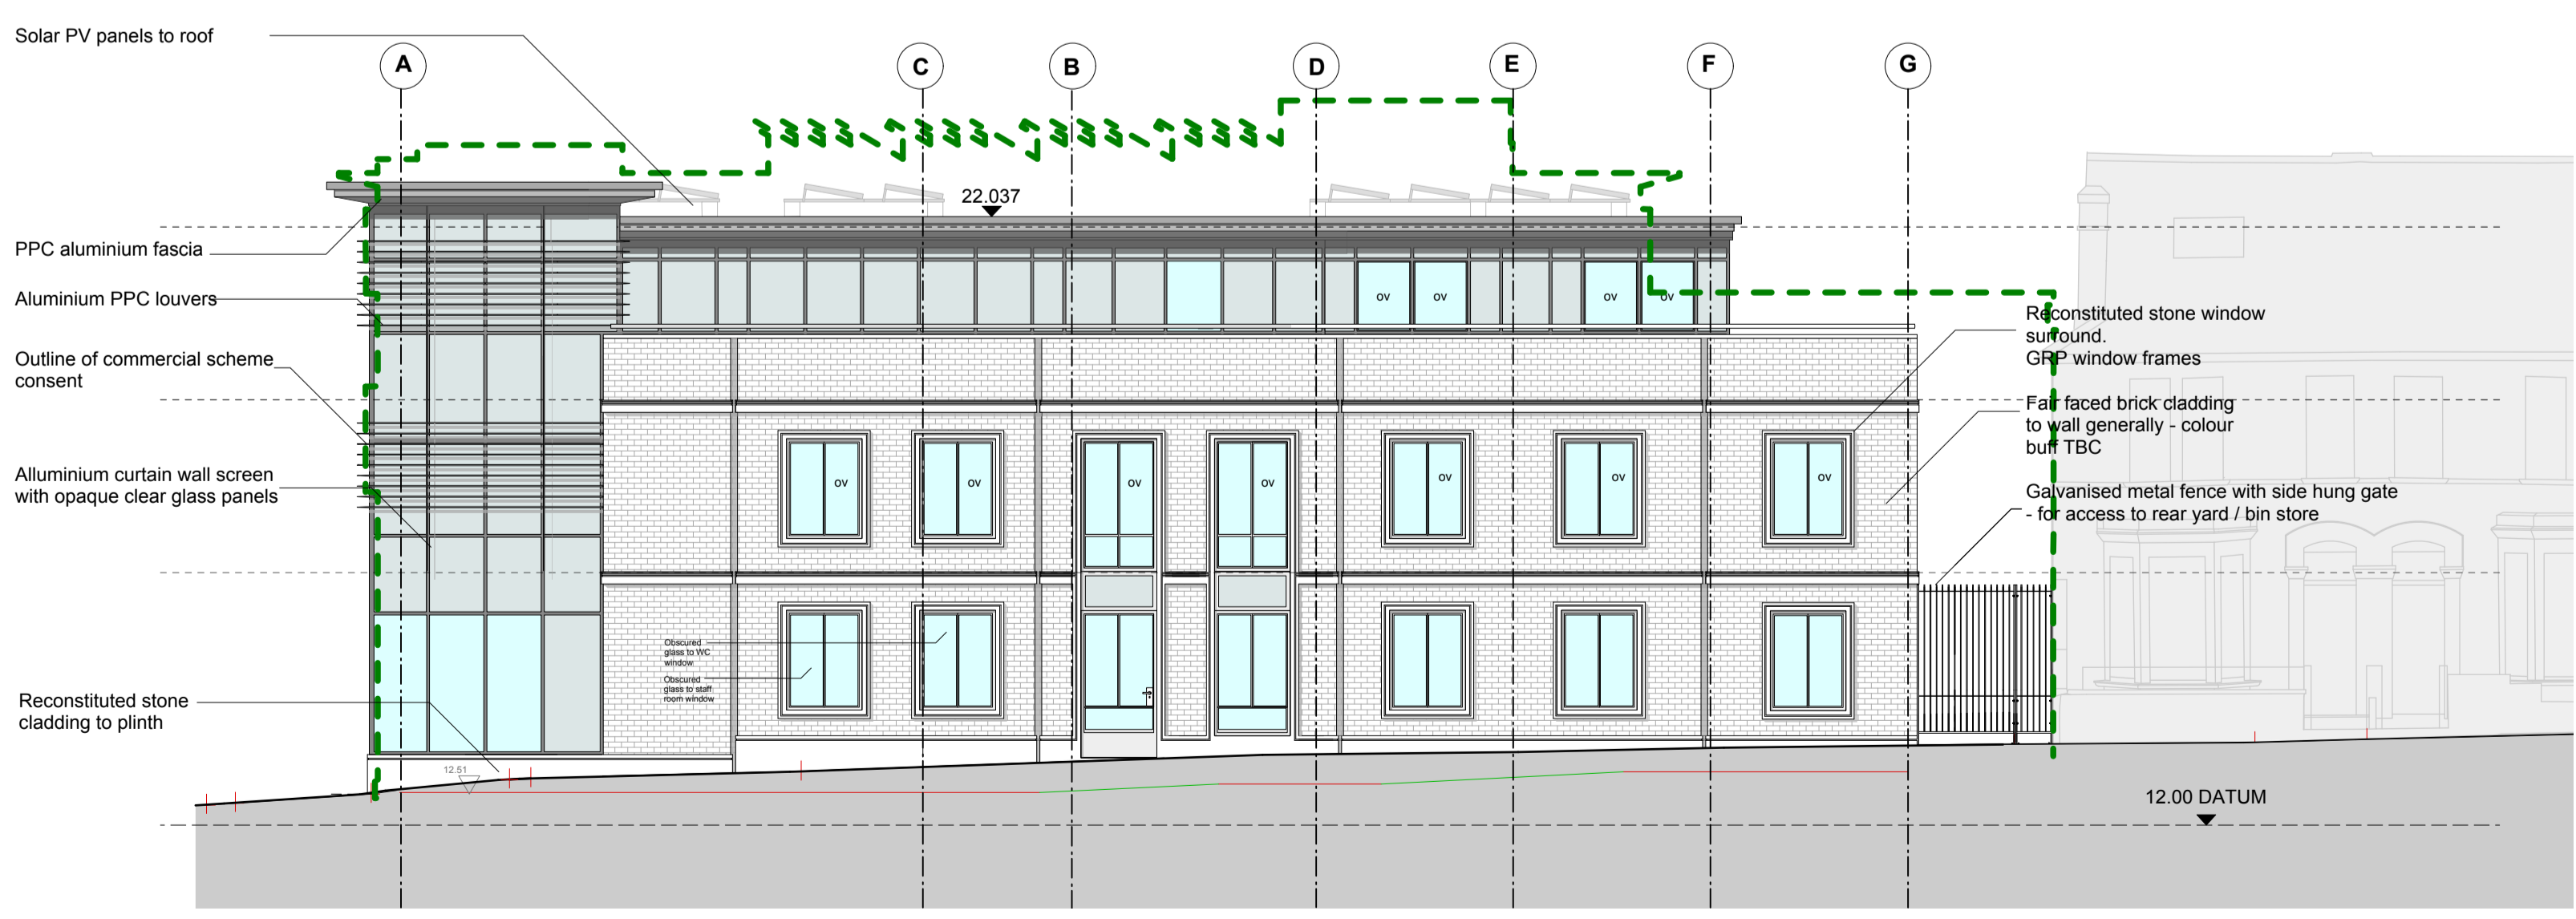 Solar PV panels to roof
A
C
B
D
E
F
G
22.037
PPC aluminium fascia
Aluminium PPC louvers
Outline of commercial scheme
consent
Alluminium curtain wall screen
with opaque clear glass panels
Reconstituted stone
cladding to plinth
ov
ov
ov
ov
Reconstituted stone window
surround.
GRP window frames
Fair faced brick cladding
to wall generally - colour
buff TBC
Galvanised metal fence with side hung gate
- for access to rear yard / bin store
ov
ov
ov
ov
ov
ov
ov
Obscured
glass to WC
window
Obscured
glass to staff
room window
12.51
12.00 DATUM